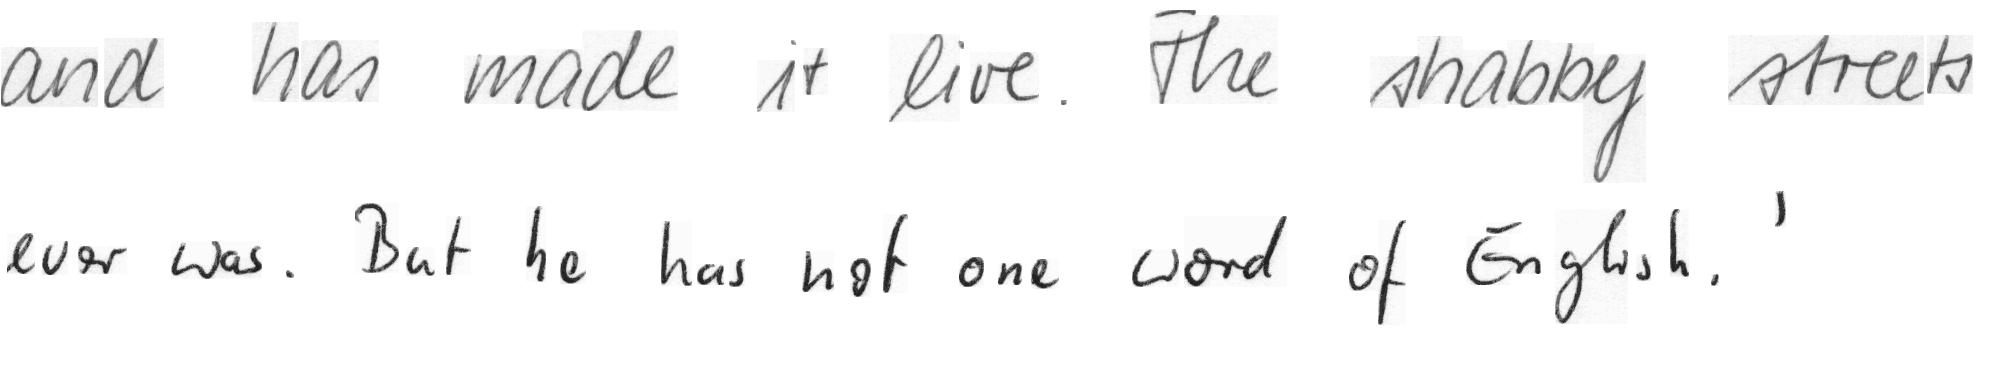 and has made it live. The shabby streets
ever was. But he has not one word of English.'